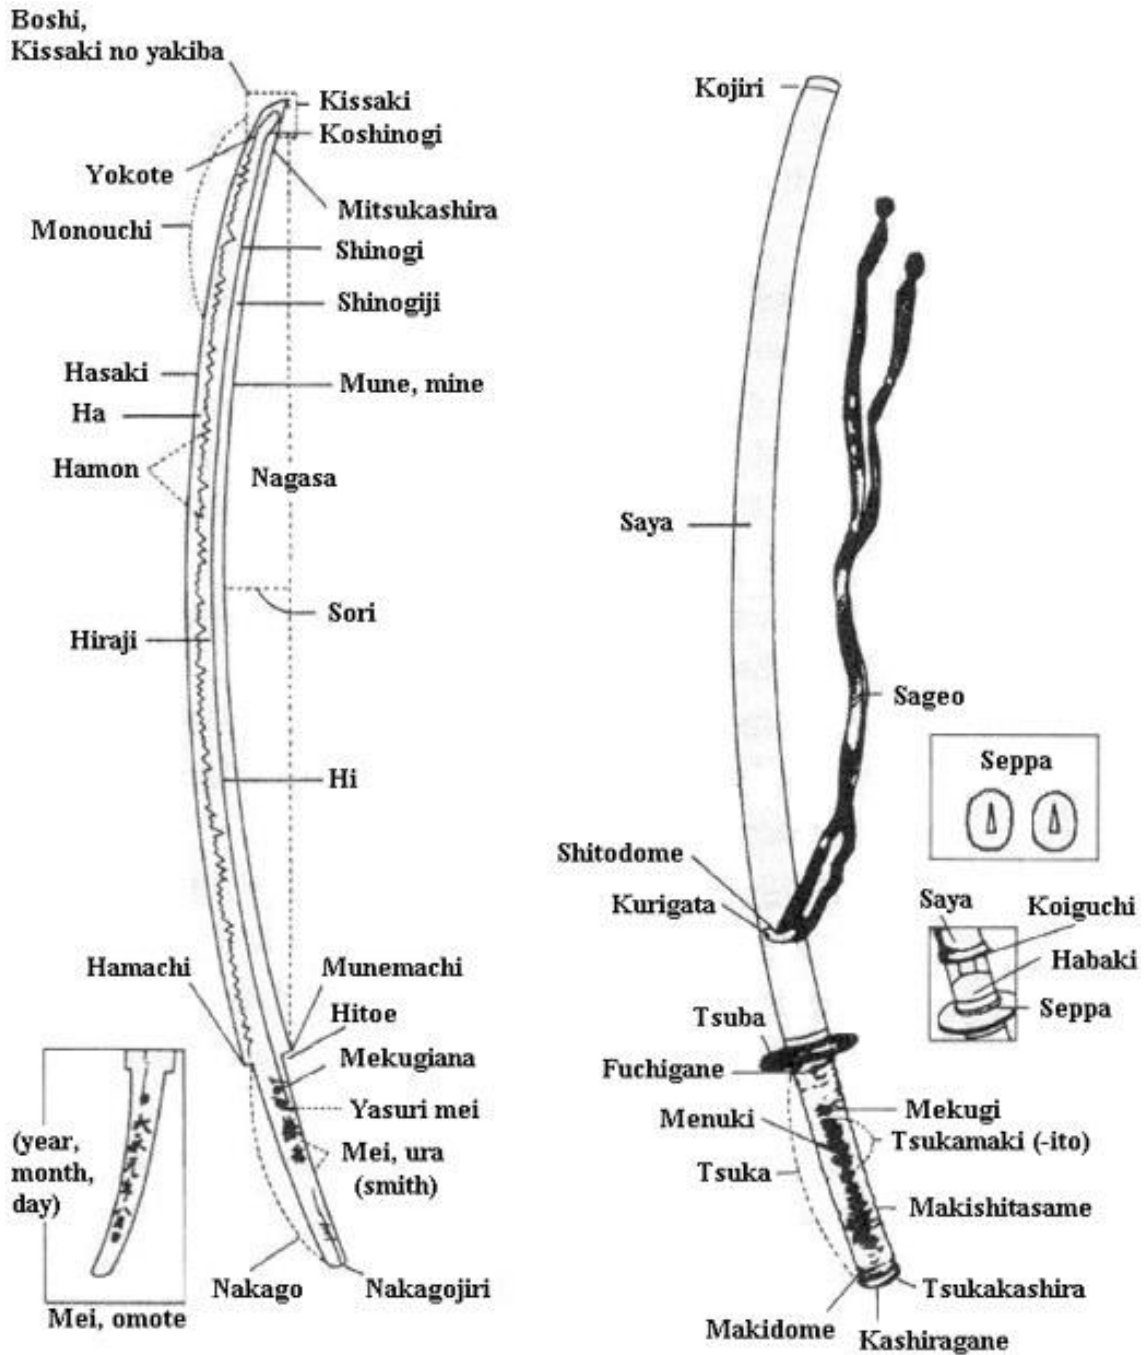 Boshi,
Kissaki no yakiba
Kissaki
Koshinogi
Yokote
Mitsukashira
Monouchi
Shinogi
Shinogiji
Hasaki
Mune, mine
Ha
Hamon
Nagasa
Sori
Hiraji
Hi
Hamachi
Munemachi
Hitoe
Mekugiana
Yasuri mei
Mei, ura
(smith)
(year,
month,
day)
Nakago
Nakagojiri
Mei, omote
Kojiri
Saya
Sageo
Seppa
Shitodome
Kurigata
Saya
Koiguchi
Habaki
Seppa
Tsuba
Fuchigane
Menuki
Mekugi
Tsukamaki (-ito)
Tsuka
Makishitasame
Tsukakashira
Makidome
Kashiragane